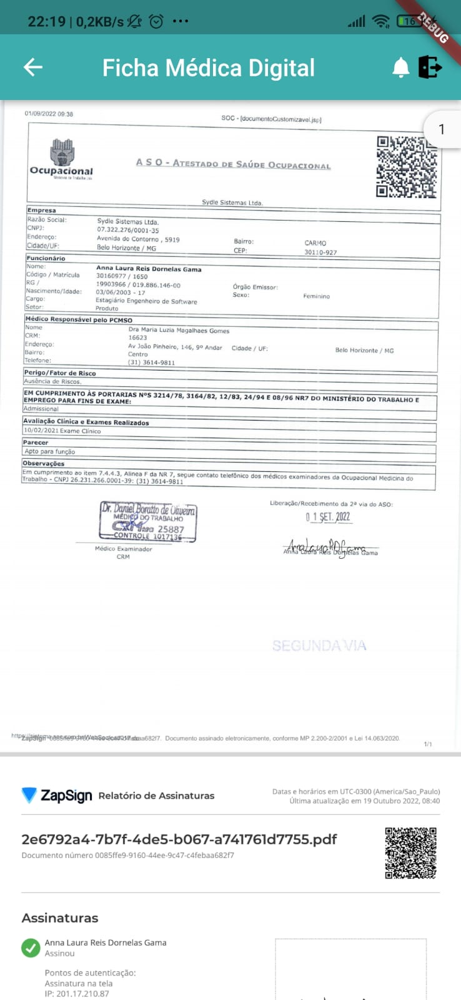 22:19 | 0,2KB/s
16
DEBUG
Ficha Médica Digital
01/09/2022 09:38
SOC - [documentoCustomizavel.jsp]
1
Ocupacional
A S O - ATESTADO DE SAÚDE OCUPACIONAL
Sydle Sistemas Ltda.
Empresa
Razão Social: Sydle Sistemas Ltda.
CNPJ: 07.322.276/0001-35
Endereço: Avenida do Contorno , 5919 Bairro: CARMO
Cidade/UF: Belo Horizonte / MG CEP: 30110-927
Funcionário
Nome: Anna Laura Reis Dornelas Gama
Código / Matrícula 30160977 / 1650
RG / 19903966 / 019.886.146-00 Órgão Emissor:
Nascimento/Idade: 03/06/2003 - 17 Sexo: Feminino
Cargo: Estagiário Engenheiro de Software
Setor: Produto
Médico Responsável pelo PCMSO
Nome Dra Maria Luzia Magalhaes Gomes
CRM: 16623
Endereço: Av João Pinheiro, 146, 9º Andar Cidade / UF: Belo Horizonte / MG
Bairro: Centro
Telefone: (31) 3614-9811
Perigo/Fator de Risco
Ausência de Riscos.
EM CUMPRIMENTO ÀS PORTARIAS NºS 3214/78, 3164/82, 12/83, 24/94 E 08/96 NR7 DO MINISTÉRIO DO TRABALHO E
EMPREGO PARA FINS DE EXAME:
Admissional
Avaliação Clínica e Exames Realizados
10/02/2021 Exame Clínico
Parecer
Apto para função
Observações
Em cumprimento ao item 7.4.4.3, Alinea F da NR 7, segue contato telefônico dos médicos examinadores da Ocupacional Medicina do
Trabalho - CNPJ 26.231.266.0001-39: (31) 3614-9811
Liberação/Recebimento da 2ª via do ASO:
Dr. Daniel Boratto de Oliveira
MÉDICO DO TRABALHO
CRM MG 25887
CONTROLE 1017136
0 1 SET. 2022
Médico Examinador
CRM
Anna Laura Reis Dornelas Gama
SEGUNDA VIA
Documento assinado eletronicamente, conforme MP 2.200-2/2001 e Lei 14.063/2020.
1/1
ZapSign Relatório de Assinaturas
Datas e horários em UTC-0300 (America/Sao_Paulo)
Última atualização em 19 Outubro 2022, 08:40
2e6792a4-7b7f-4de5-b067-a741761d7755.pdf
Documento número 0085ffe9-9160-44ee-9c47-c4febaa682f7
Assinaturas
Anna Laura Reis Dornelas Gama
Assinou
Pontos de autenticação:
Assinatura na tela
IP: 201.17.210.87